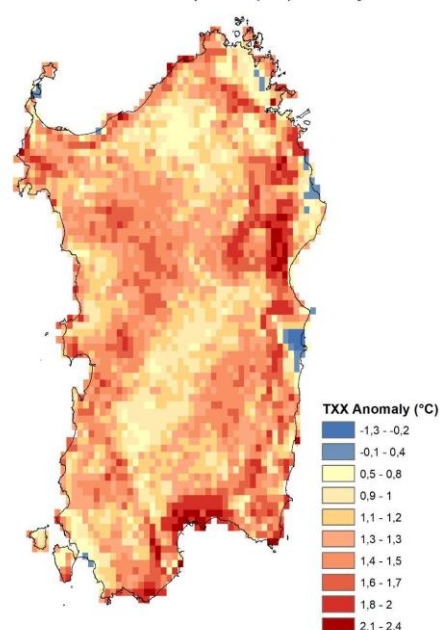 TXX Anomaly (°C)
-1,3 - -0,2
-0,1 - 0,4
0,5 - 0,8
0,9 - 1
1,1 - 1,2
1,3 - 1,3
1,4 - 1,5
1,6 - 1,7
1,8 - 2
2,1 - 2,4